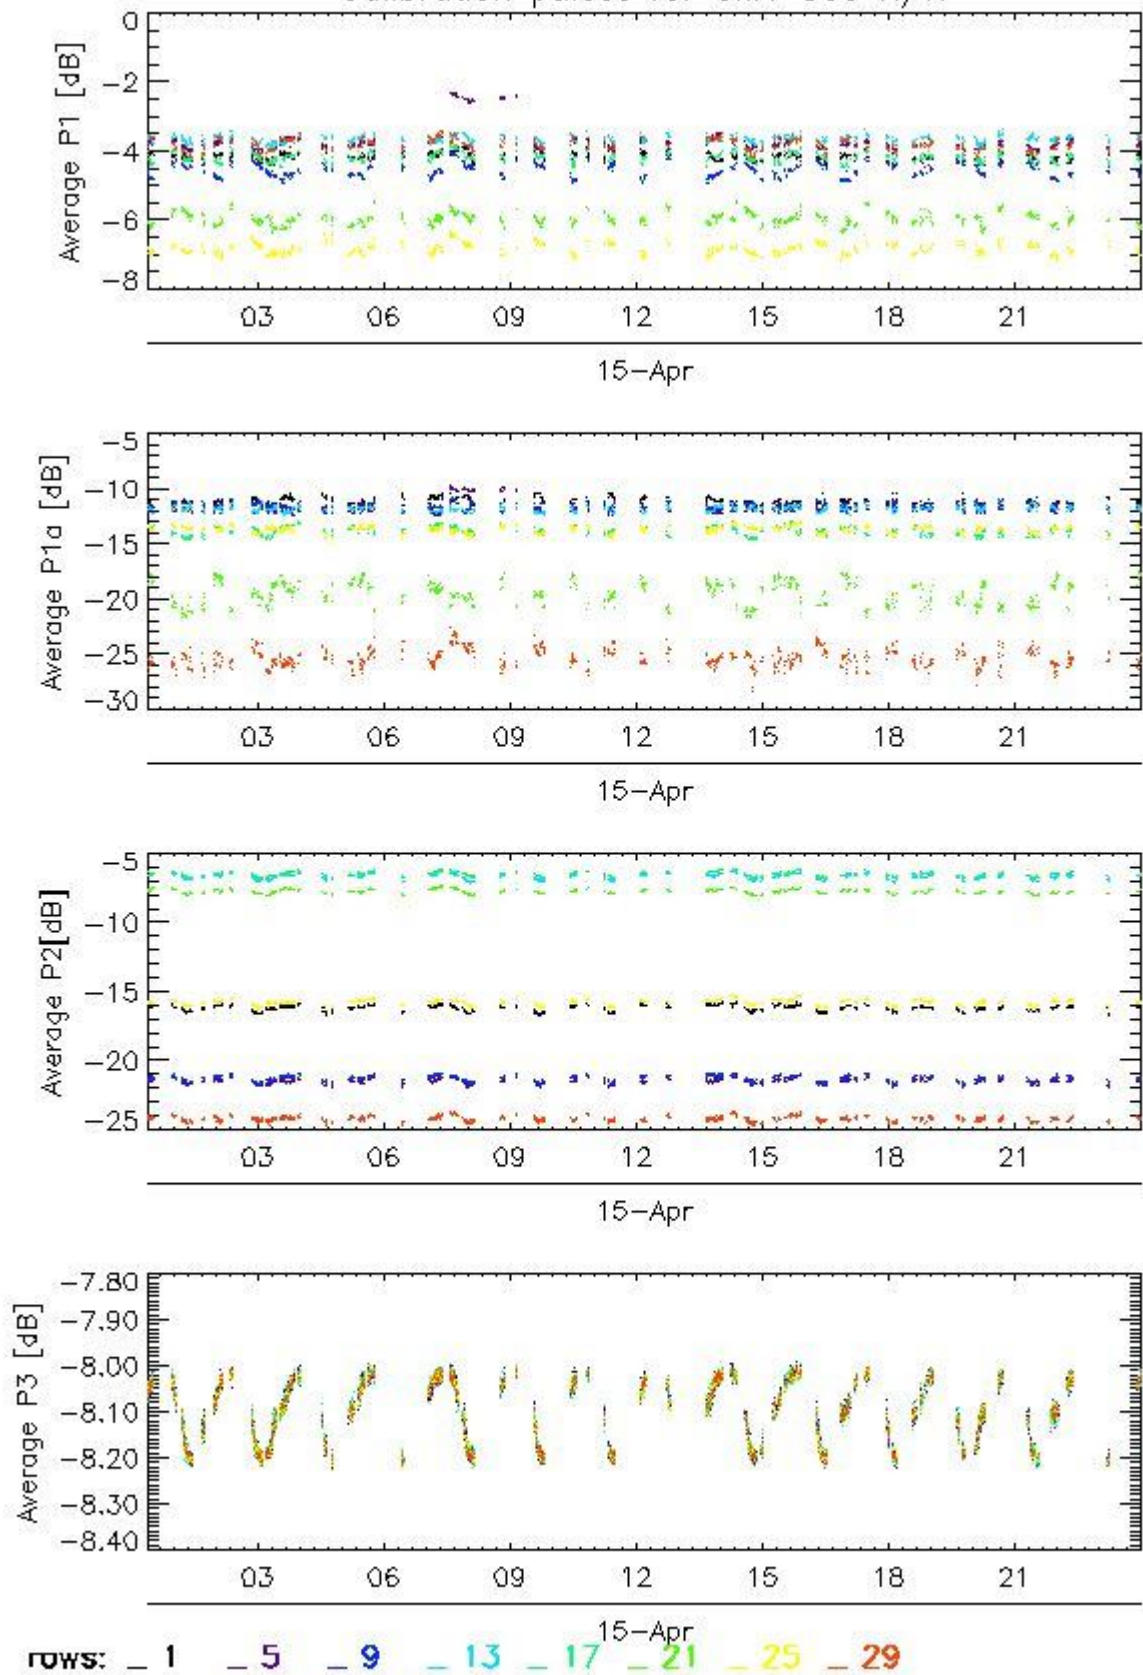 0
Average P1 [dB]
-2
-4
-6
-8
03 06 09 12 15 18 21
15-Apr
-5
Average P1a [dB]
-10
-15
-20
-25
-30
03 06 09 12 15 18 21
15-Apr
-5
Average P2[dB]
-10
-15
-20
-25
03 06 09 12 15 18 21
15-Apr
-7.80
Average P3 [dB]
-7.90
-8.00
-8.10
-8.20
-8.30
-8.40
03 06 09 12 15 18 21
15-Apr
rows: _ 1 _ 5 _ 9 _ 13 _ 17 _ 21 _ 25 _ 29